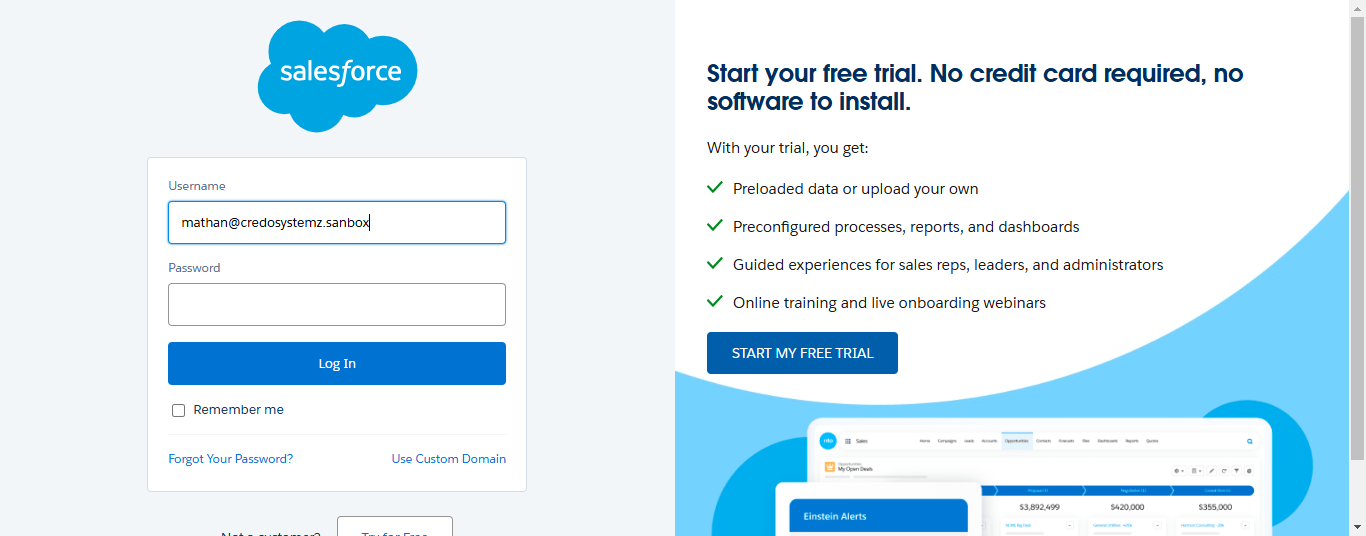 salesforce
Username
mathan@credosystemz.sanbox
Password
Log In
Remember me
Forgot Your Password?
Use Custom Domain
Not a customer?
Try for Free
Start your free trial. No credit card required, no
software to install.
With your trial, you get:
Preloaded data or upload your own
Preconfigured processes, reports, and dashboards
Guided experiences for sales reps, leaders, and administrators
Online training and live onboarding webinars
START MY FREE TRIAL
Sales
Home
Campaigns
Leads
Accounts
Opportunities
Contacts
Forecasts
Files
Dashboards
Reports
Quotes
Opportunities
My Open Deals
$3,892,499
$420,000
$355,000
Einstein Alerts